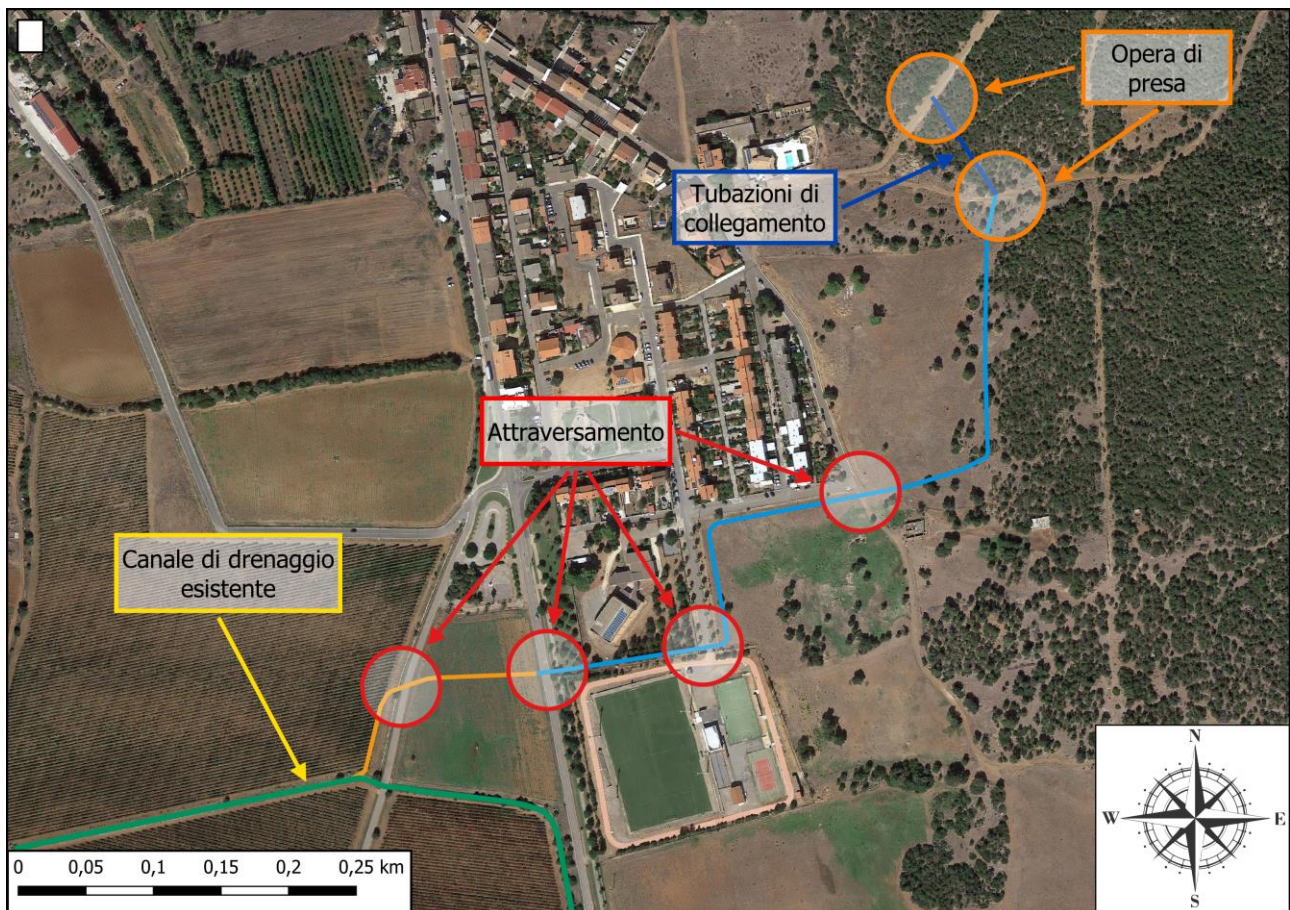 Opera di
presa
Tubazioni di
collegamento
Attraversamento
Canale di drenaggio
esistente
N
W E
S
0 0,05 0,1 0,15 0,2 0,25 km